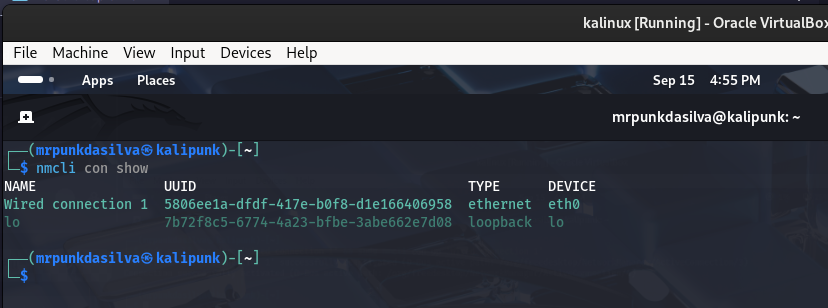 kalinux [Running] - Oracle VirtualBox
File Machine View Input Devices Help
Apps Places Sep 15 4:55 PM
mrpunkdasilva@kalipunk: ~
┌──(mrpunkdasilva㉿kalipunk)-[~]
└─$ nmcli con show
NAME UUID TYPE DEVICE
Wired connection 1 5806ee1a-dfdf-417e-b0f8-d1e166406958 ethernet eth0
lo 7b72f8c5-6774-4a23-bfbe-3abe662e7d08 loopback lo
┌──(mrpunkdasilva㉿kalipunk)-[~]
└─$